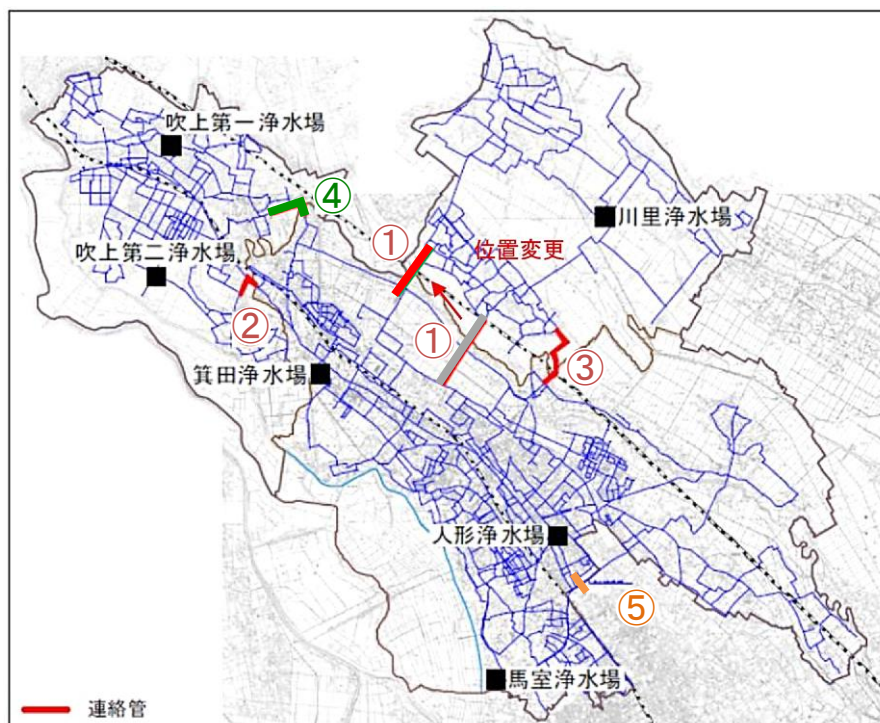 吹上第一浄水場
④
川里浄水場
①
位置変更
吹上第二浄水場
②
①
③
箕田浄水場
人形浄水場
⑤
馬室浄水場
連絡管